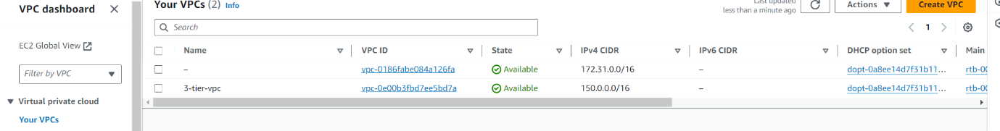 VPC dashboard
Your VPCs (2) Info
Last updated
less than a minute ago
Actions
Create VPC
Search
1
EC2 Global View
Filter by VPC
Name VPC ID State IPv4 CIDR IPv6 CIDR DHCP option set Main
– vpc-0186fabe084a126fa Available 172.31.0.0/16 – dopt-0a8ee14d7f31b11... rtb-00
3-tier-vpc vpc-0e00b3fbd7ee5bd7a Available 150.0.0.0/16 – dopt-0a8ee14d7f31b11... rtb-0
Virtual private cloud
Your VPCs